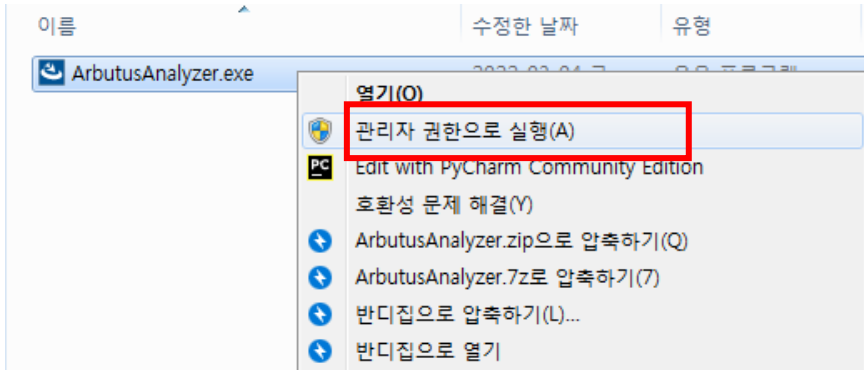 이름 수정한 날짜 유형
ArbutusAnalyzer.exe
열기(O)
관리자 권한으로 실행(A)
Edit with PyCharm Community Edition
호환성 문제 해결(Y)
ArbutusAnalyzer.zip으로 압축하기(Q)
ArbutusAnalyzer.7z로 압축하기(7)
반디집으로 압축하기(L)...
반디집으로 열기